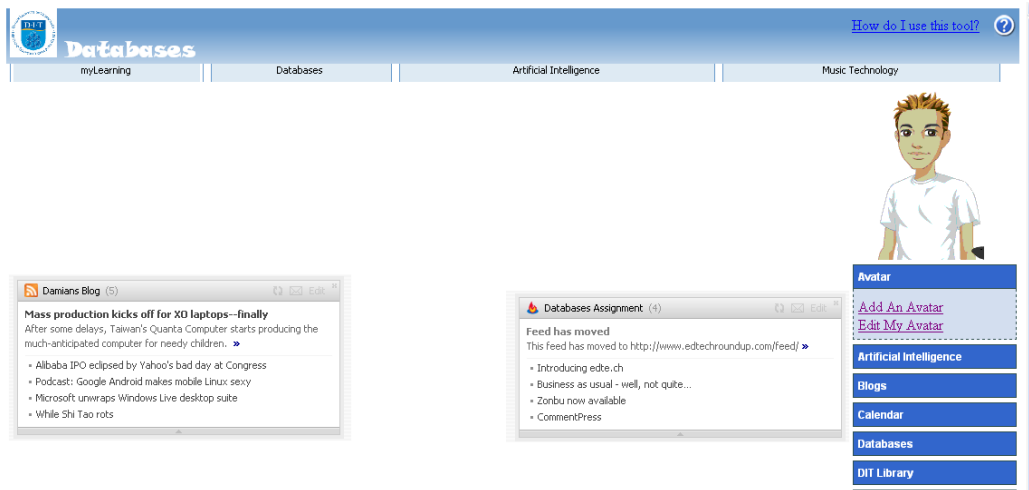 DIT
How do I use this tool? ?
Databases
myLearning Databases Artificial Intelligence Music Technology
Damians Blog (5) Edit
Mass production kicks off for XO laptops--finally
After some delays, Taiwan's Quanta Computer starts producing the
much-anticipated computer for needy children. »
Alibaba IPO eclipsed by Yahoo's bad day at Congress
Podcast: Google Android makes mobile Linux sexy
Microsoft unwraps Windows Live desktop suite
While Shi Tao rots
Databases Assignment (4) Edit
Feed has moved
This feed has moved to http://www.edtechroundup.com/feed/ »
Introducing edte.ch
Business as usual - well, not quite...
Zonbu now available
CommentPress
Avatar
Add An Avatar
Edit My Avatar
Artificial Intelligence
Blogs
Calendar
Databases
DIT Library